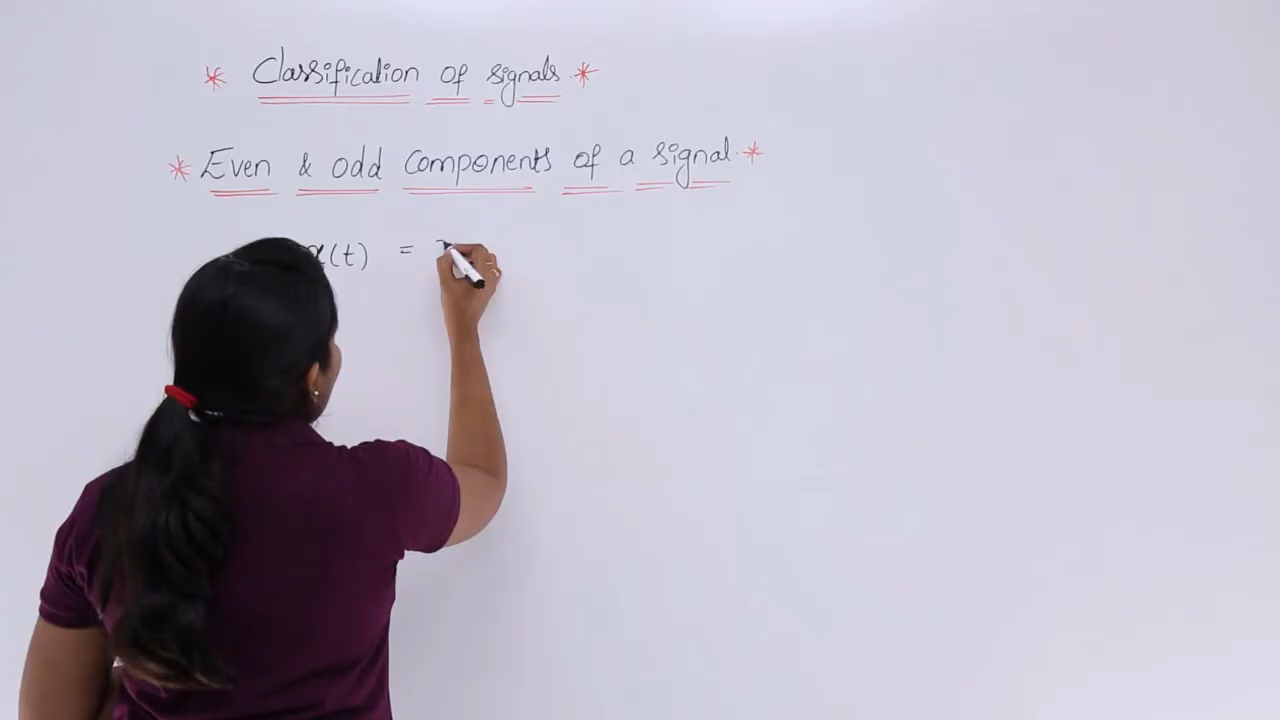 * Classification of signals. *
* Even & odd components of a signal. *
x(t) =